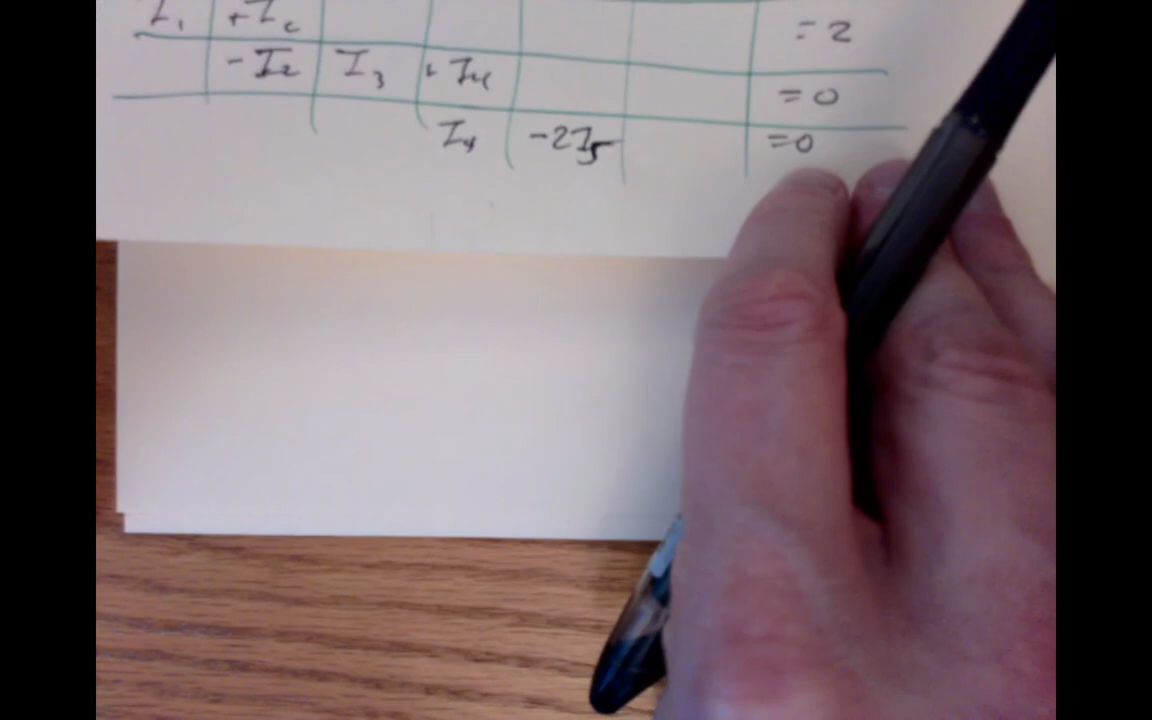 I₁ +I₂ =2
-I₂ I₃ +I₄ =0
I₄ -2I₅ =0